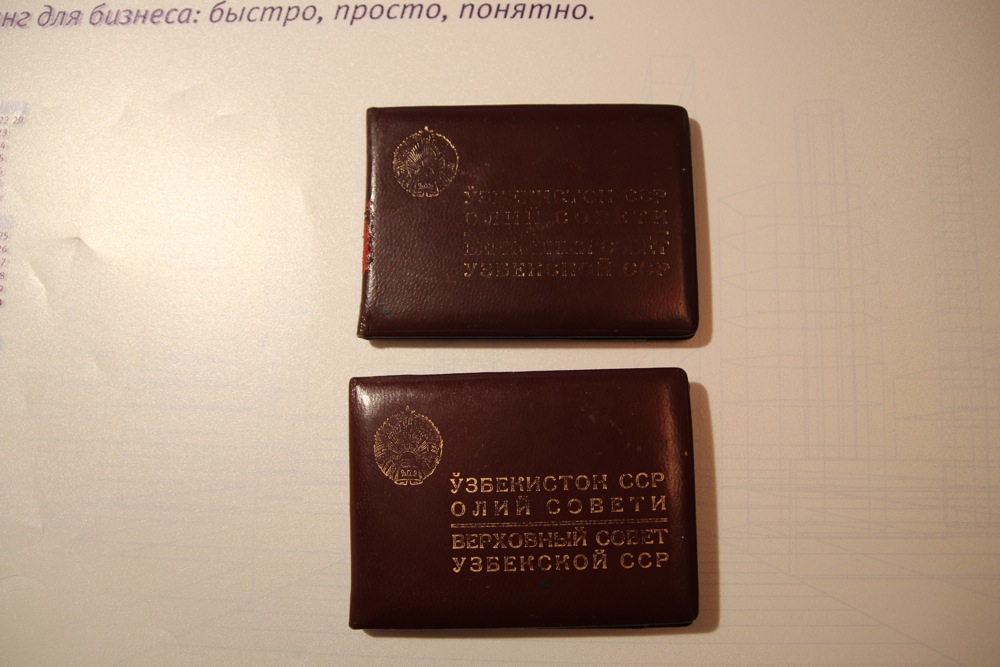 нг для бизнеса: быстро, просто, понятно.
ЎЗБЕКИСТОН ССР
ОЛИЙ СОВЕТИ
ВЕРХОВНЫЙ СОВЕТ
УЗБЕКСКОЙ ССР
ЎЗБЕКИСТОН ССР
ОЛИЙ СОВЕТИ
ВЕРХОВНЫЙ СОВЕТ
УЗБЕКСКОЙ ССР